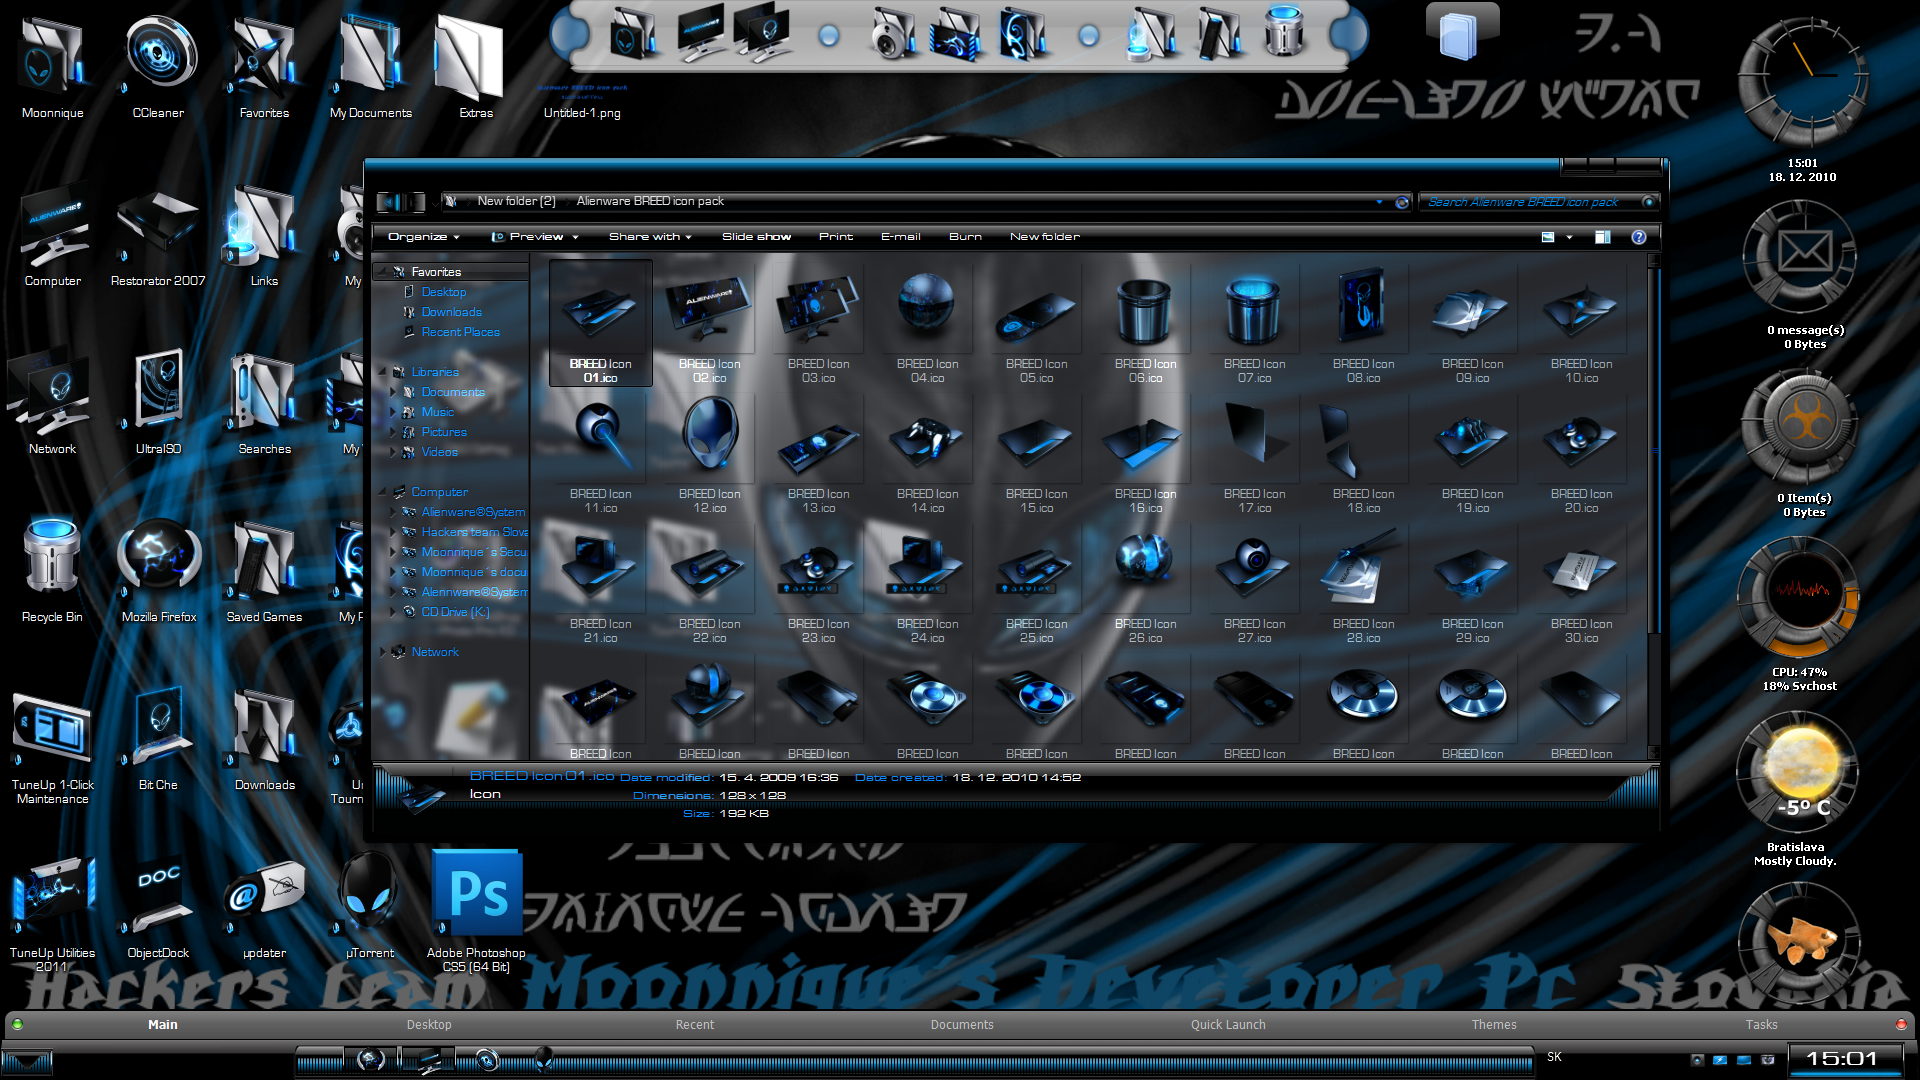 Moonnique
CCleaner
Favorites
My Documents
Extras
Untitled-1.png
15:01
18. 12. 2010
New folder (2)
Alienware BREED icon pack
Search Alienware BREED icon pack
Organize
Preview
Share with
Slide show
Print
E-mail
Burn
New folder
Computer
Restorator 2007
Links
My
Favorites
Desktop
Downloads
Recent Places
Libraries
Documents
Music
Pictures
Videos
Computer
Alienware®System
Hackers team Slova
Moonnique´s Secu
Moonnique´s docu
Alennware®System
CD Drive (K:)
Network
ALIENWARE
BREED Icon 01.ico
BREED Icon 02.ico
BREED Icon 03.ico
BREED Icon 04.ico
BREED Icon 05.ico
BREED Icon 06.ico
BREED Icon 07.ico
BREED Icon 08.ico
BREED Icon 09.ico
BREED Icon 10.ico
BREED Icon 11.ico
BREED Icon 12.ico
BREED Icon 13.ico
BREED Icon 14.ico
BREED Icon 15.ico
BREED Icon 16.ico
BREED Icon 17.ico
BREED Icon 18.ico
BREED Icon 19.ico
BREED Icon 20.ico
BREED Icon 21.ico
BREED Icon 22.ico
BREED Icon 23.ico
BREED Icon 24.ico
BREED Icon 25.ico
BREED Icon 26.ico
BREED Icon 27.ico
BREED Icon 28.ico
BREED Icon 29.ico
BREED Icon 30.ico
BREED Icon
BREED Icon
BREED Icon
BREED Icon
BREED Icon
BREED Icon
BREED Icon
BREED Icon
BREED Icon
BREED Icon
BREED Icon 01.ico
Icon
Date modified: 15. 4. 2009 16:36
Date created: 18. 12. 2010 14:52
Dimensions: 128 x 128
Size: 192 KB
0 message(s)
0 Bytes
0 Item(s)
0 Bytes
CPU: 47%
18% Svchost
-5° C
Bratislava
Mostly Cloudy.
Network
UltraISO
Searches
My
Recycle Bin
Mozilla Firefox
Saved Games
My
TuneUp 1-Click
Maintenance
Bit Che
Downloads
Tourn
DOC
Ps
TuneUp Utilities
2011
ObjectDock
µpdater
µTorrent
Adobe Photoshop
CS5 (64 Bit)
Hackers team Moonnique's Developer Pc Slovenia
Main
Desktop
Recent
Documents
Quick Launch
Themes
Tasks
SK
15:01